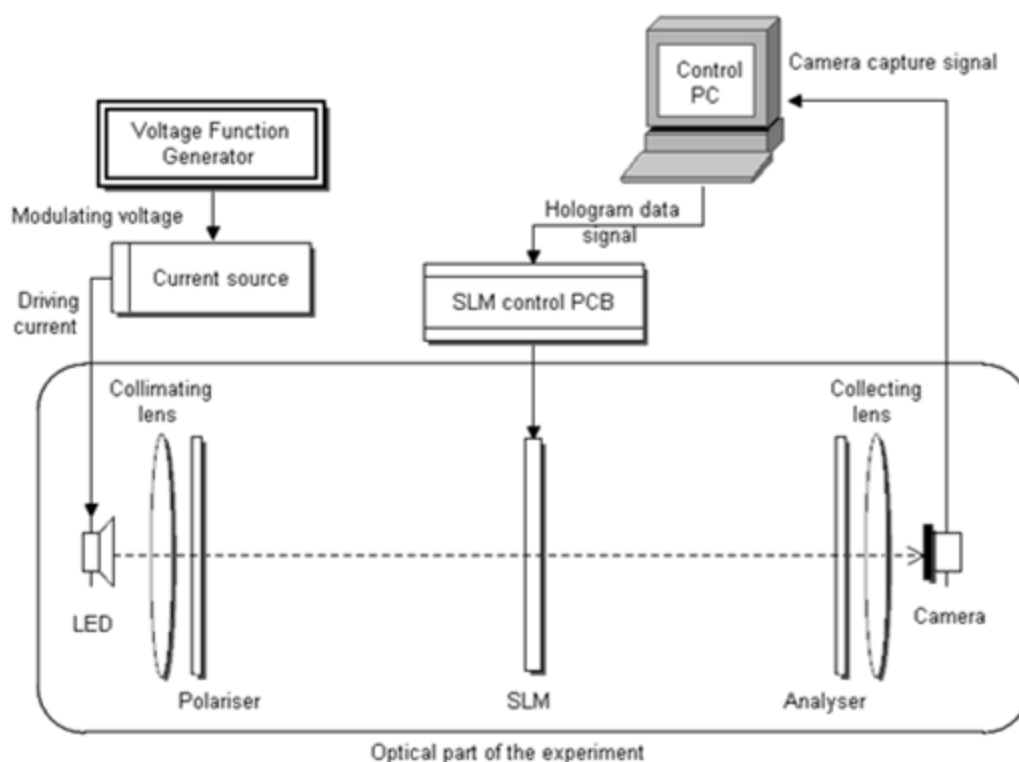 Control
PC
Camera capture signal
Voltage Function
Generator
Modulating voltage
Hologram data
signal
Current source
SLM control PCB
Driving
current
Collimating
lens
Collecting
lens
LED
Camera
Polariser
SLM
Analyser
Optical part of the experiment